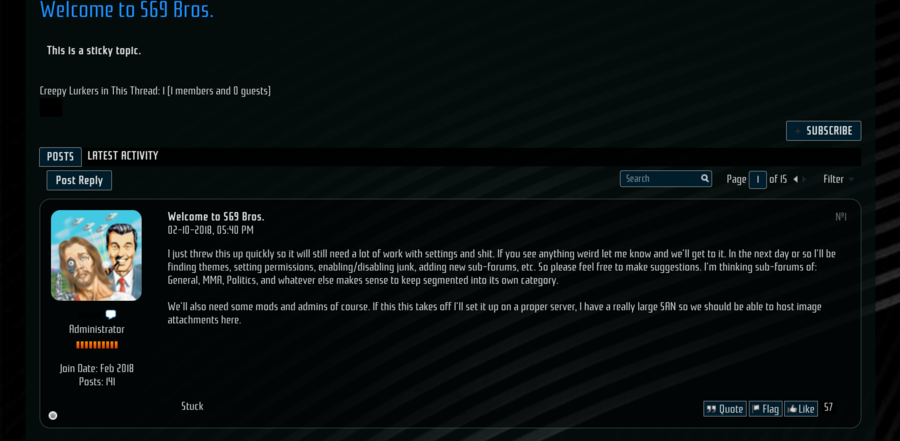 Welcome to S69 Bros.
This is a sticky topic.
Creepy Lurkers in This Thread: 1 (1 members and 0 guests)
SUBSCRIBE
POSTS LATEST ACTIVITY
Post Reply Search Page 1 of 15 Filter
Welcome to S69 Bros. №1
02-10-2018, 05:40 PM
I just threw this up quickly so it will still need a lot of work with settings and shit. If you see anything weird let me know and we'll get to it. In the next day or so I'll be
finding themes, setting permissions, enabling/disabling junk, adding new sub-forums, etc. So please feel free to make suggestions. I'm thinking sub-forums of:
General, MMA, Politics, and whatever else makes sense to keep segmented into its own category.
We'll also need some mods and admins of course. If this this takes off I'll set it up on a proper server, I have a really large SAN so we should be able to host image
attachments here.
Administrator
Join Date: Feb 2018
Posts: 141
Stuck Quote Flag Like 57